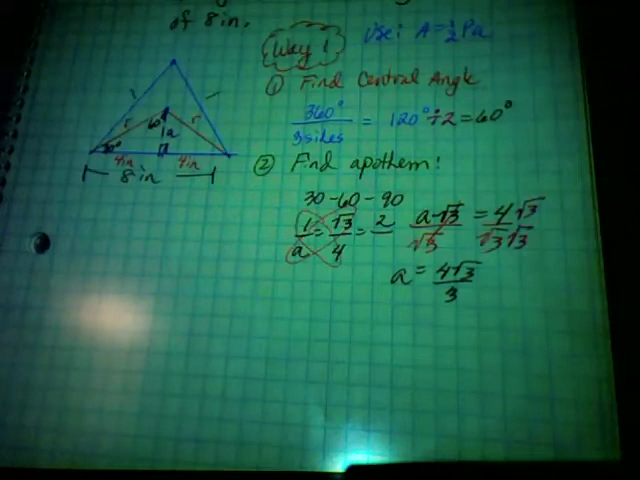 of 8 in.
Way 1
Use: A = ½ Pa
① Find Central Angle
360° / 3 sides = 120° ÷ 2 = 60°
② Find apothem!
30 - 60 - 90
1/a = √3/4 = 2/ a·√3/√3 = 4√3/√3√3
a = 4√3/3
r r
60°
a
30°
4in 4in
8 in